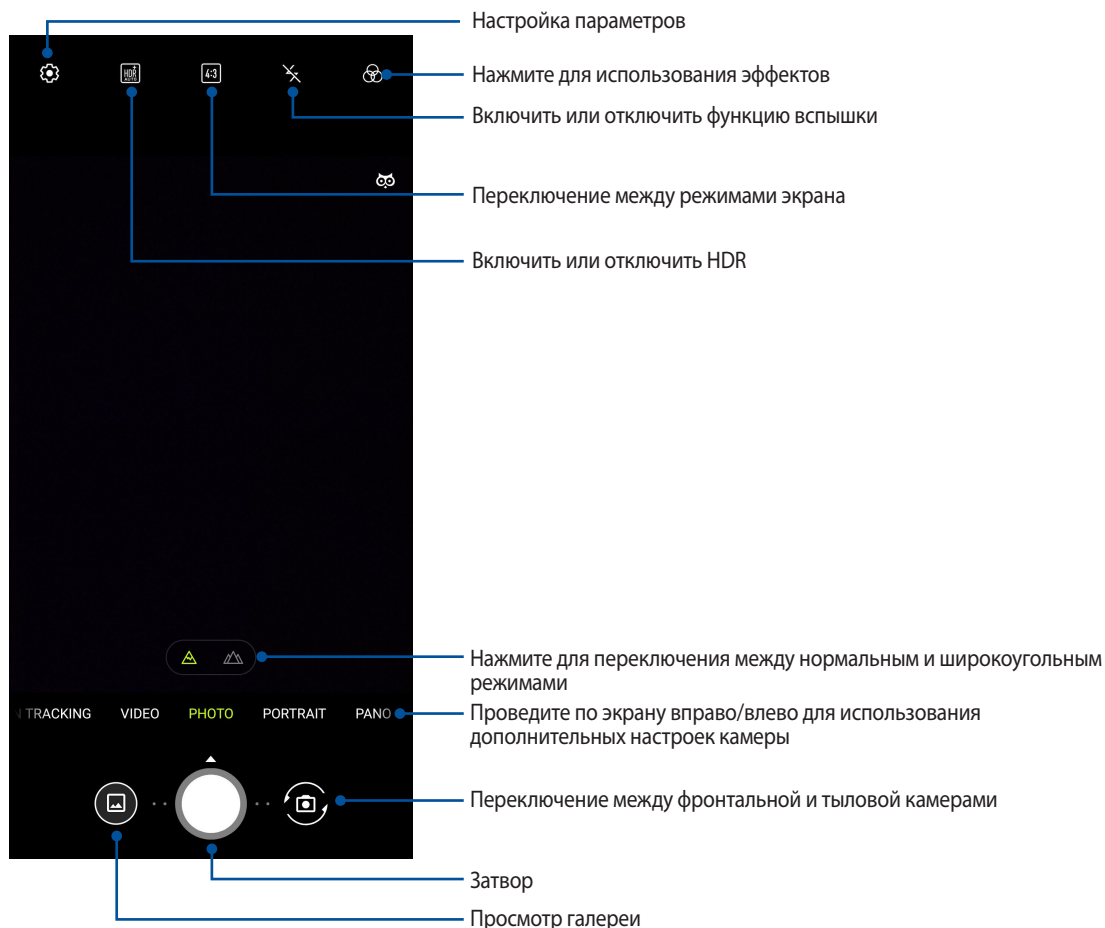 Настройка параметров
HDR
AUTO
4:3
Нажмите для использования эффектов
Включить или отключить функцию вспышки
Переключение между режимами экрана
Включить или отключить HDR
Нажмите для переключения между нормальным и широкоугольным
режимами
N TRACKING VIDEO PHOTO PORTRAIT PANO
Проведите по экрану вправо/влево для использования
дополнительных настроек камеры
Переключение между фронтальной и тыловой камерами
Затвор
Просмотр галереи